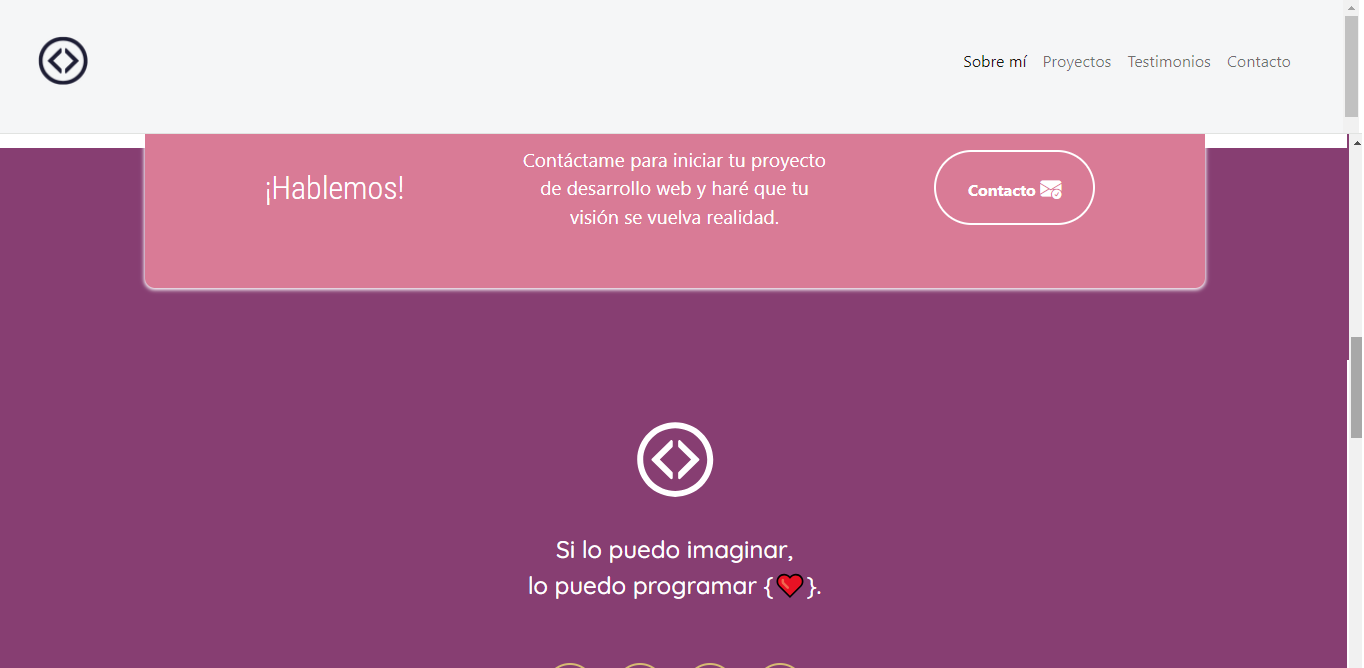 Sobre mí Proyectos Testimonios Contacto
¡Hablemos!
Contáctame para iniciar tu proyecto
de desarrollo web y haré que tu
visión se vuelva realidad.
Contacto
Si lo puedo imaginar,
lo puedo programar {❤️}.